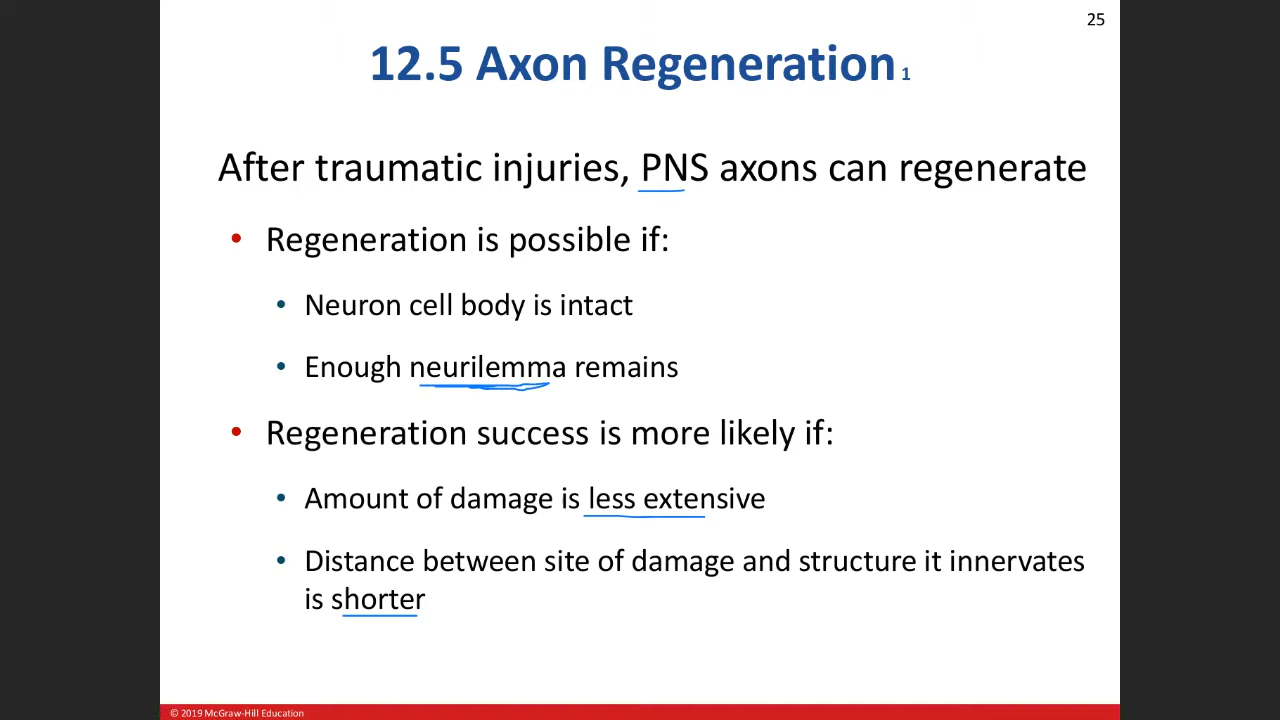 25
12.5 Axon Regeneration 1
After traumatic injuries, PNS axons can regenerate
• Regeneration is possible if:
• Neuron cell body is intact
• Enough neurilemma remains
• Regeneration success is more likely if:
• Amount of damage is less extensive
• Distance between site of damage and structure it innervates
is shorter
© 2019 McGraw-Hill Education